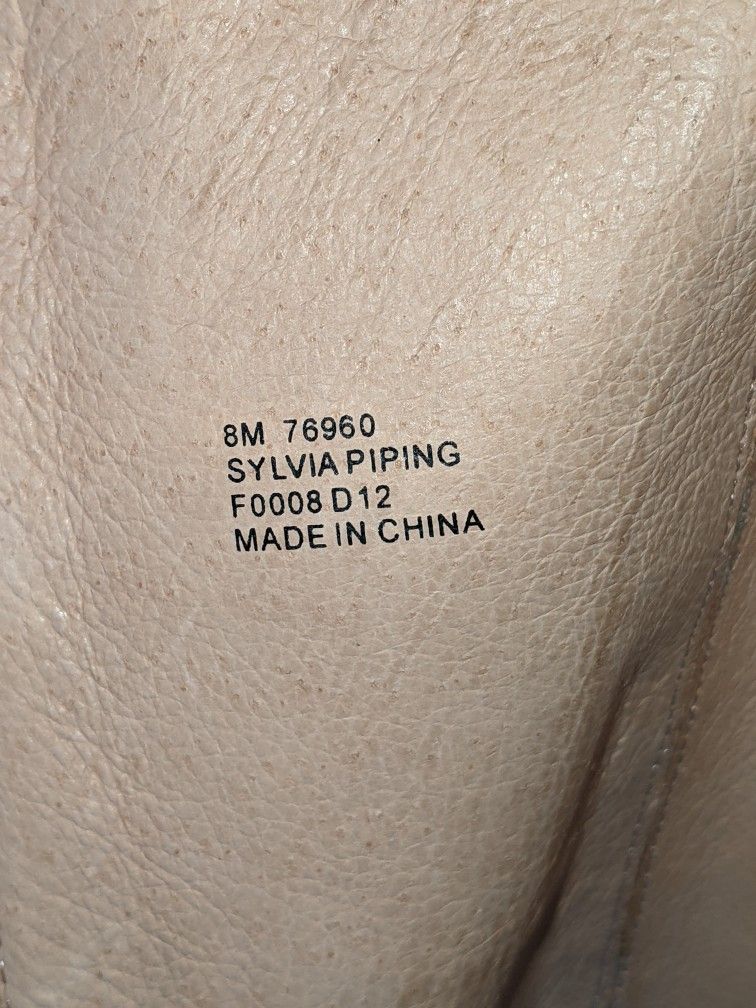 8M 76960
SYLVIA PIPING
F0008 D12
MADE IN CHINA